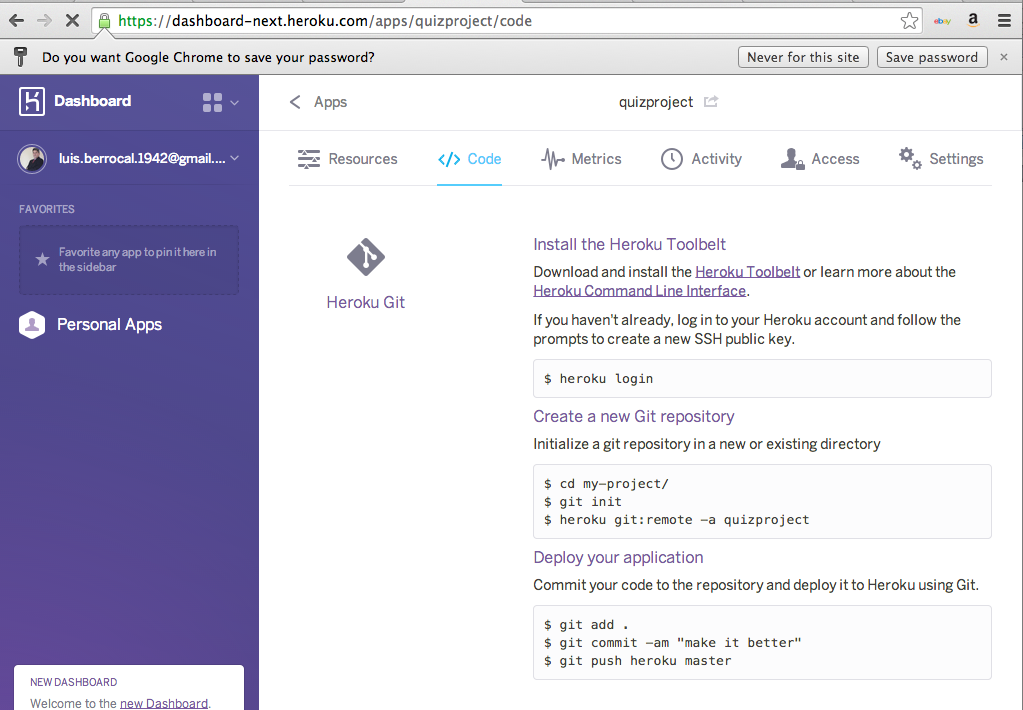 https://dashboard-next.heroku.com/apps/quizproject/code
ebay
a
Do you want Google Chrome to save your password?
Never for this site
Save password
×
Dashboard
luis.berrocal.1942@gmail....
FAVORITES
Favorite any app to pin it here in
the sidebar
Personal Apps
NEW DASHBOARD
Welcome to the new Dashboard.
Apps
quizproject
Resources
</> Code
Metrics
Activity
Access
Settings
Heroku Git
Install the Heroku Toolbelt
Download and install the Heroku Toolbelt or learn more about the
Heroku Command Line Interface.
If you haven't already, log in to your Heroku account and follow the
prompts to create a new SSH public key.
$ heroku login
Create a new Git repository
Initialize a git repository in a new or existing directory
$ cd my-project/
$ git init
$ heroku git:remote -a quizproject
Deploy your application
Commit your code to the repository and deploy it to Heroku using Git.
$ git add .
$ git commit -am "make it better"
$ git push heroku master